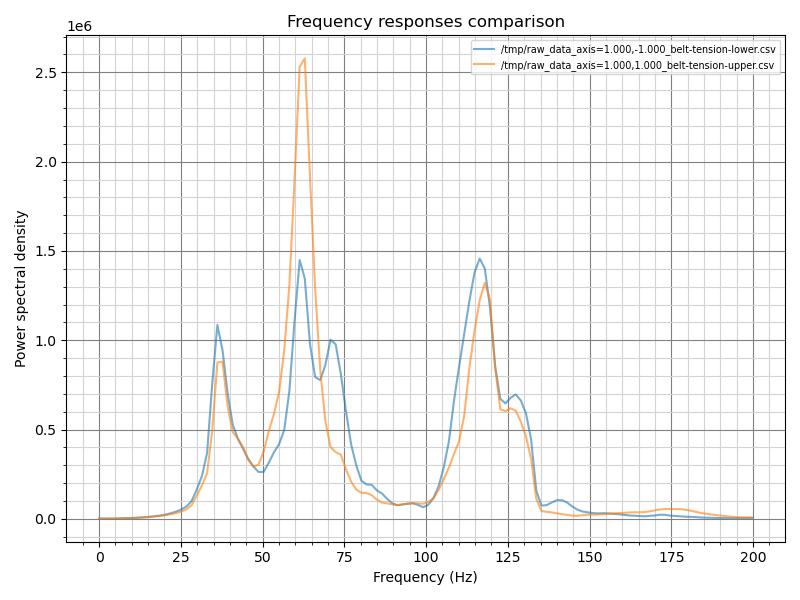 Frequency responses comparison
1e6
/tmp/raw_data_axis=1.000,-1.000_belt-tension-lower.csv
/tmp/raw_data_axis=1.000,1.000_belt-tension-upper.csv
2.5
2.0
1.5
1.0
0.5
0.0
Power spectral density
0 25 50 75 100 125 150 175 200
Frequency (Hz)